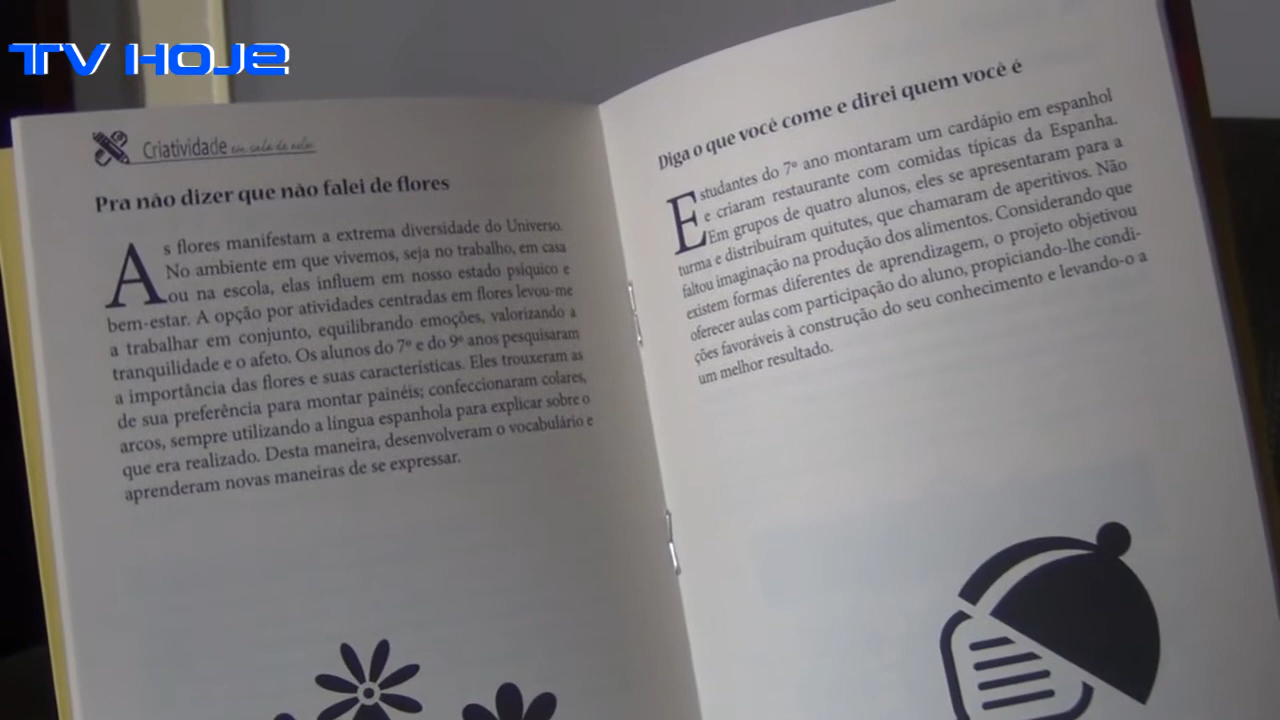 TV HOJE
Criatividade em sala de aula
Pra não dizer que não falei de flores
As flores manifestam a extrema diversidade do Universo.
No ambiente em que vivemos, seja no trabalho, em casa
ou na escola, elas influem em nosso estado psíquico e
bem-estar. A opção por atividades centradas em flores levou-me
a trabalhar em conjunto, equilibrando emoções, valorizando a
tranquilidade e o afeto. Os alunos do 7º e do 9º anos pesquisaram
a importância das flores e suas características. Eles trouxeram as
de sua preferência para montar painéis; confeccionaram colares,
arcos, sempre utilizando a língua espanhola para explicar sobre o
que era realizado. Desta maneira, desenvolveram o vocabulário e
aprenderam novas maneiras de se expressar.
Diga o que você come e direi quem você é
Estudantes do 7º ano montaram um cardápio em espanhol
e criaram restaurante com comidas típicas da Espanha.
Em grupos de quatro alunos, eles se apresentaram para a
turma e distribuíram quitutes, que chamaram de aperitivos. Não
faltou imaginação na produção dos alimentos. Considerando que
existem formas diferentes de aprendizagem, o projeto objetivou
oferecer aulas com participação do aluno, propiciando-lhe condi-
ções favoráveis à construção do seu conhecimento e levando-o a
um melhor resultado.